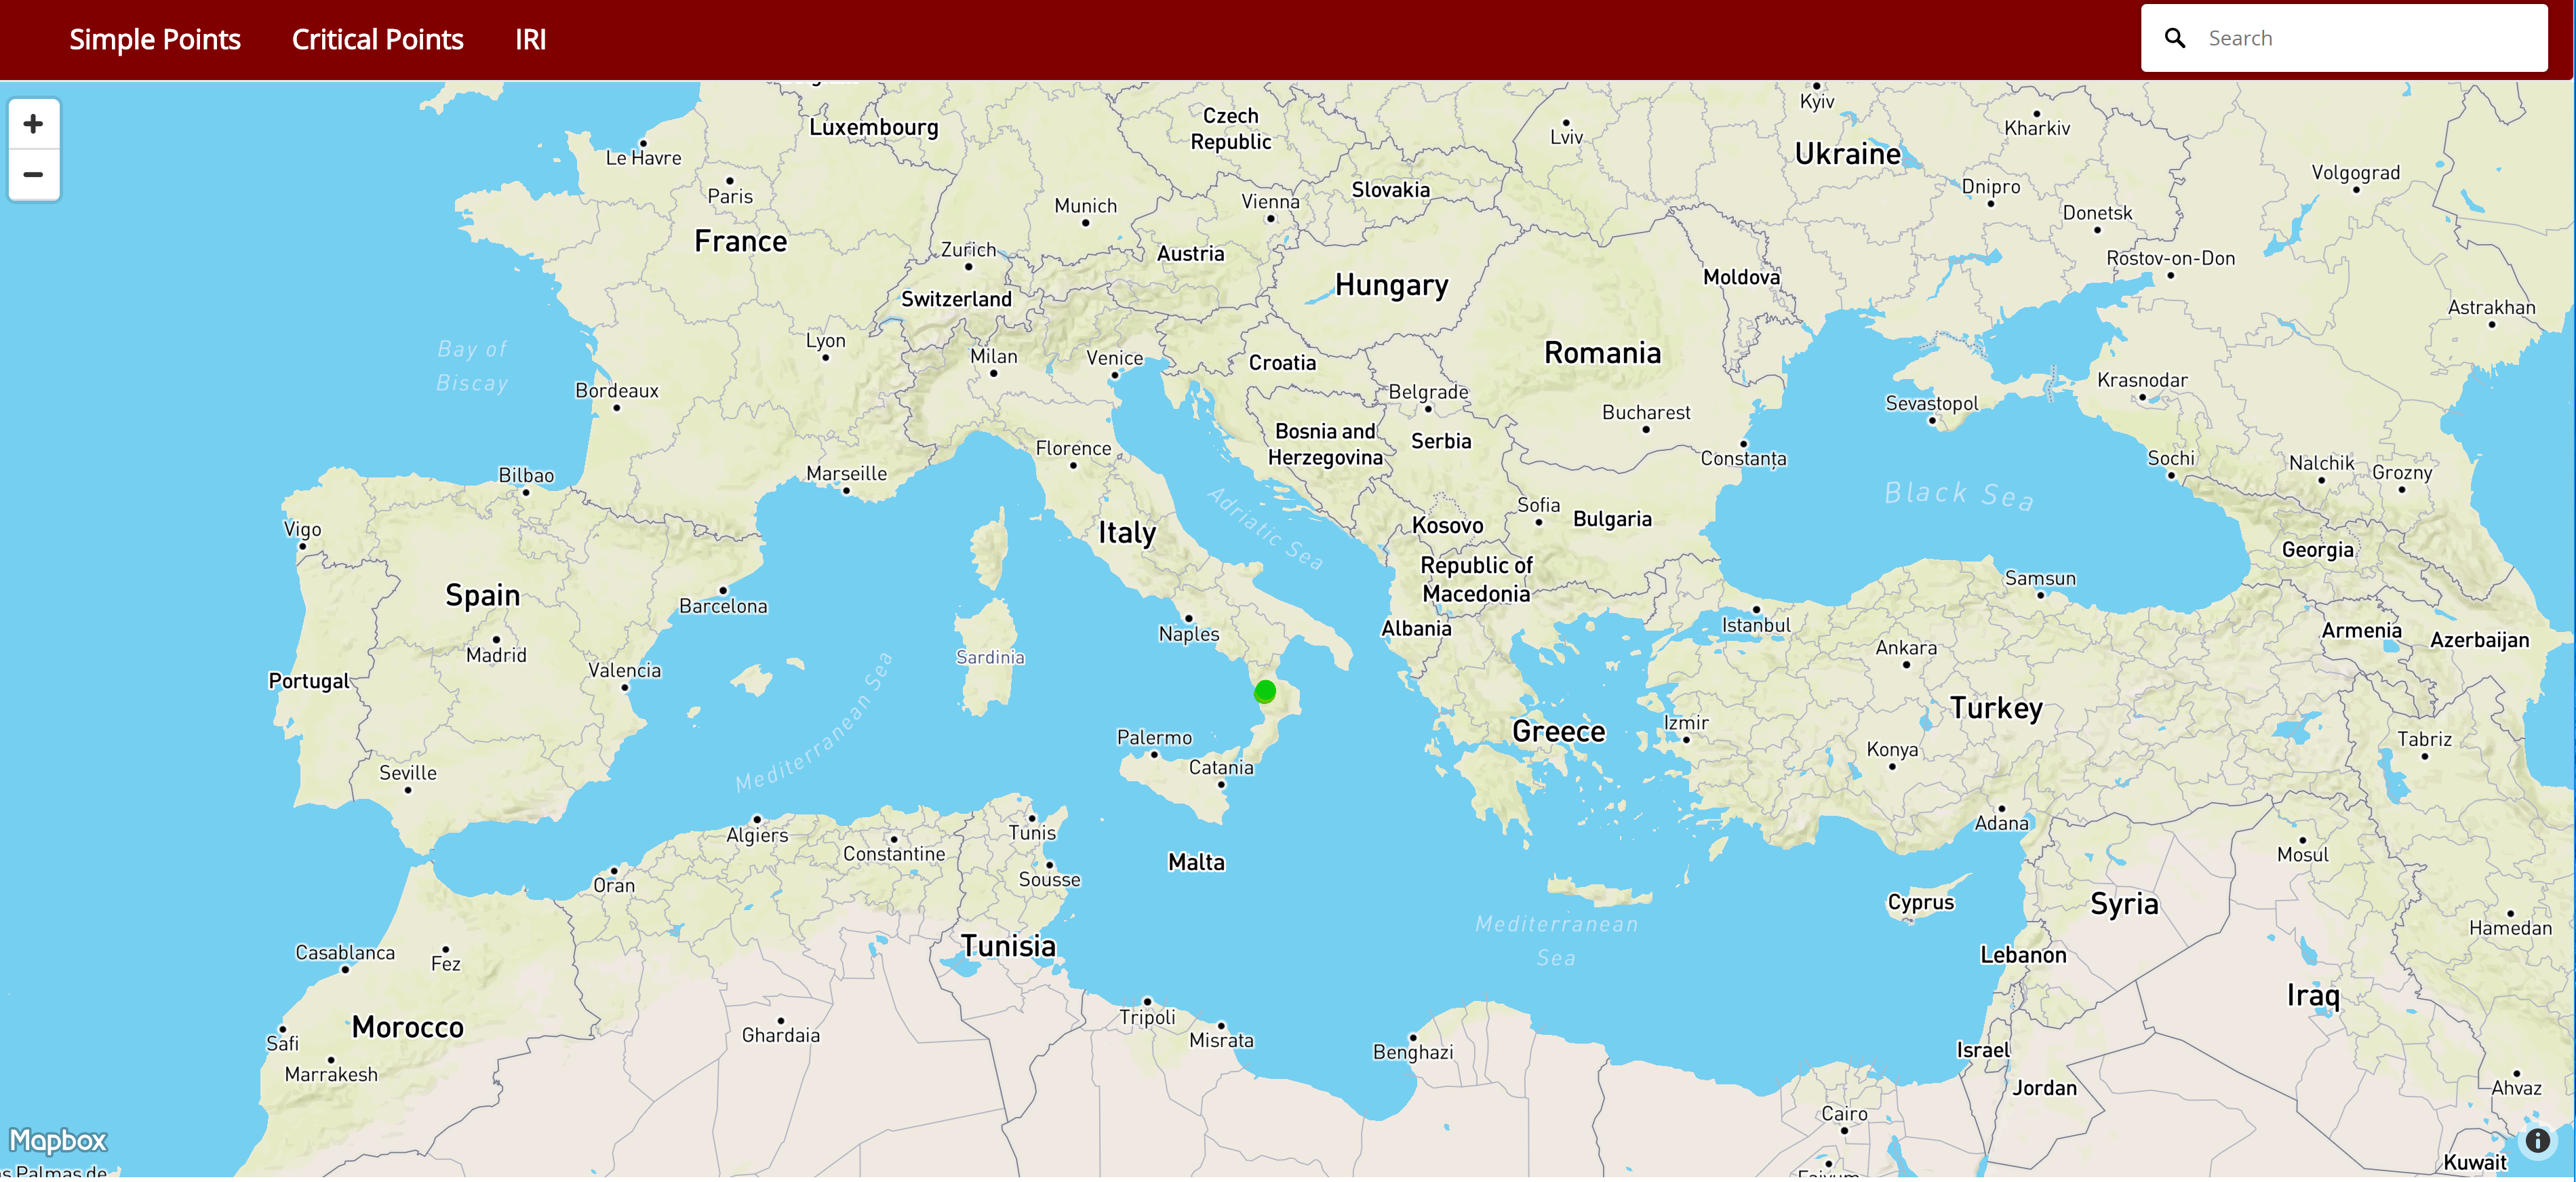 Simple Points Critical Points IRI
Search
+
−
Luxembourg
Czech
Republic
Kyiv
Lviv
Kharkiv
Ukraine
Le Havre
Paris
Slovakia
Volgograd
Dnipro
Munich
Vienna
Donetsk
France
Zurich
Austria
Rostov-on-Don
Hungary
Moldova
Switzerland
Astrakhan
Lyon
Bay of
Biscay
Milan
Venice
Croatia
Romania
Bordeaux
Belgrade
Krasnodar
Sevastopol
Bucharest
Bosnia and
Herzegovina
Serbia
Florence
Constanța
Sochi
Nalchik
Grozny
Marseille
Bilbao
Black Sea
Adriatic Sea
Sofia
Bulgaria
Vigo
Italy
Kosovo
Georgia
Republic of
Macedonia
Samsun
Spain
Barcelona
Naples
Albania
Istanbul
Armenia
Azerbaijan
Madrid
Sardinia
Ankara
Valencia
Portugal
Mediterranean Sea
Turkey
Greece
Izmir
Palermo
Konya
Tabriz
Catania
Seville
Algiers
Tunis
Adana
Constantine
Malta
Mosul
Oran
Sousse
Cyprus
Syria
Mediterranean
Sea
Hamedan
Casablanca
Fez
Tunisia
Lebanon
Iraq
Morocco
Tripoli
Safi
Ghardaia
Misrata
Benghazi
Israel
Marrakesh
Jordan
Ahvaz
Cairo
Mapbox
i
Kuwait
as Palmas de
Faiyum